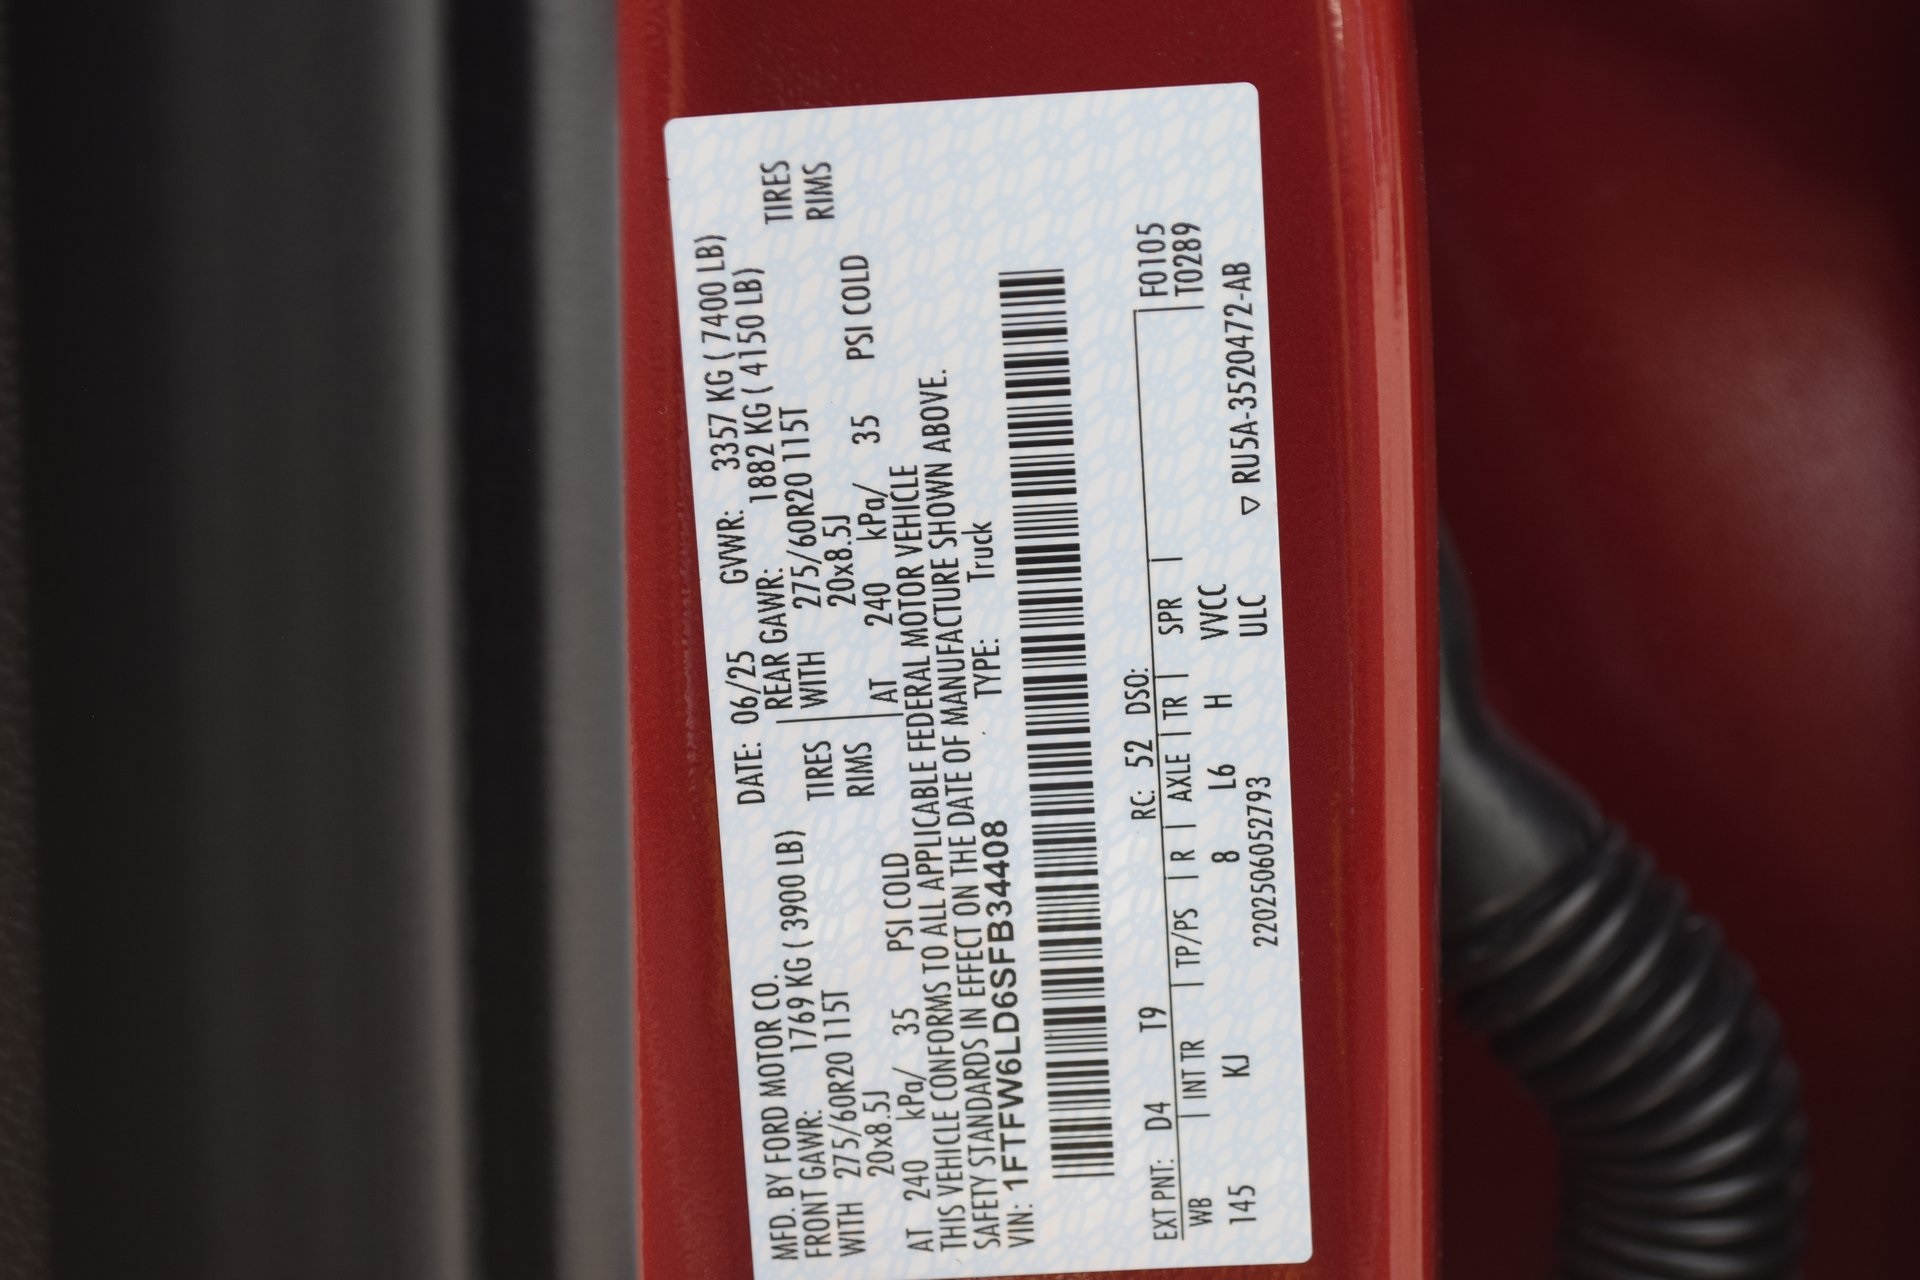 MFD. BY FORD MOTOR CO. DATE: 06/25 GVWR: 3357 KG ( 7400 LB)
FRONT GAWR: 1769 KG ( 3900 LB) REAR GAWR: 1882 KG ( 4150 LB)
WITH 275/60R20 115T TIRES WITH 275/60R20 115T TIRES
20x8.5J RIMS 20x8.5J RIMS
AT 240 kPa/ 35 PSI COLD AT 240 kPa/ 35 PSI COLD
THIS VEHICLE CONFORMS TO ALL APPLICABLE FEDERAL MOTOR VEHICLE
SAFETY STANDARDS IN EFFECT ON THE DATE OF MANUFACTURE SHOWN ABOVE.
VIN: 1FTFW6LD6SFB34408 TYPE: Truck
EXT PNT: D4 T9 RC: 52 DSO: F0105
WB | INT TR | TP/PS | R | AXLE | TR | SPR | T0289
145 KJ 8 L6 H VVCC
220250605279​3 ULC ▽ RU5A-3520472-AB